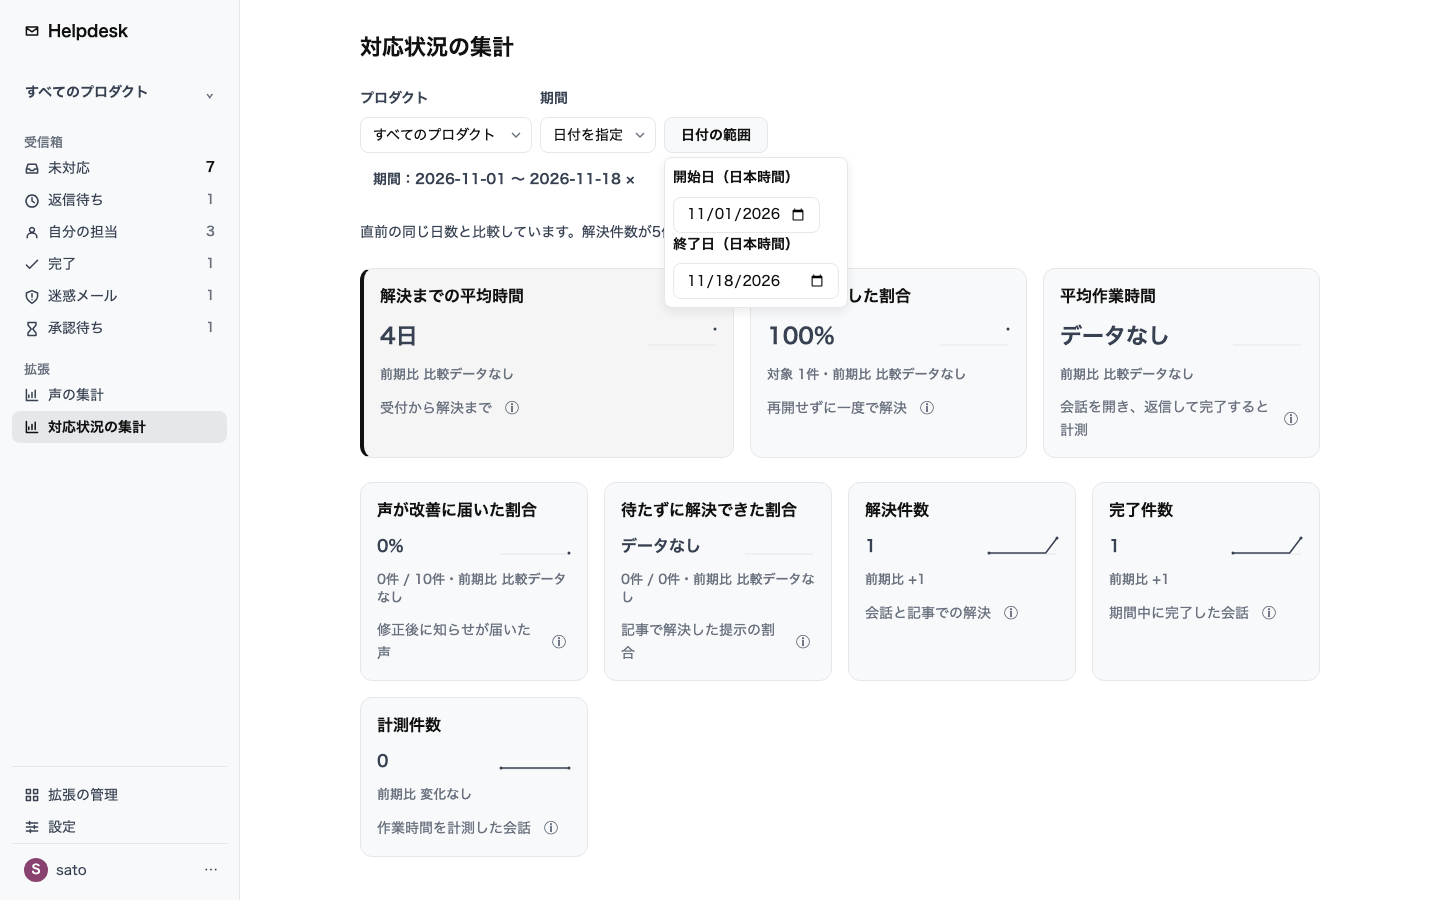 Helpdesk
すべてのプロダクト
受信箱
未対応 7
返信待ち 1
自分の担当 3
完了 1
迷惑メール 1
承認待ち 1
拡張
声の集計
対応状況の集計
拡張の管理
設定
S sato ...
対応状況の集計
プロダクト 期間
すべてのプロダクト 日付を指定 日付の範囲
期間：2026-11-01 〜 2026-11-18 ×
開始日（日本時間）
11/01/2026
終了日（日本時間）
11/18/2026
直前の同じ日数と比較しています。解決件数が5
解決までの平均時間
4日
前期比 比較データなし
受付から解決まで
した割合
100%
対象 1件・前期比 比較データなし
再開せずに一度で解決
平均作業時間
データなし
前期比 比較データなし
会話を開き、返信して完了すると
計測
声が改善に届いた割合
0%
0件 / 10件・前期比 比較データ
なし
修正後に知らせが届いた
声
待たずに解決できた割合
データなし
0件 / 0件・前期比 比較データな
し
記事で解決した提示の割
合
解決件数
1
前期比 +1
会話と記事での解決
完了件数
1
前期比 +1
期間中に完了した会話
計測件数
0
前期比 変化なし
作業時間を計測した会話